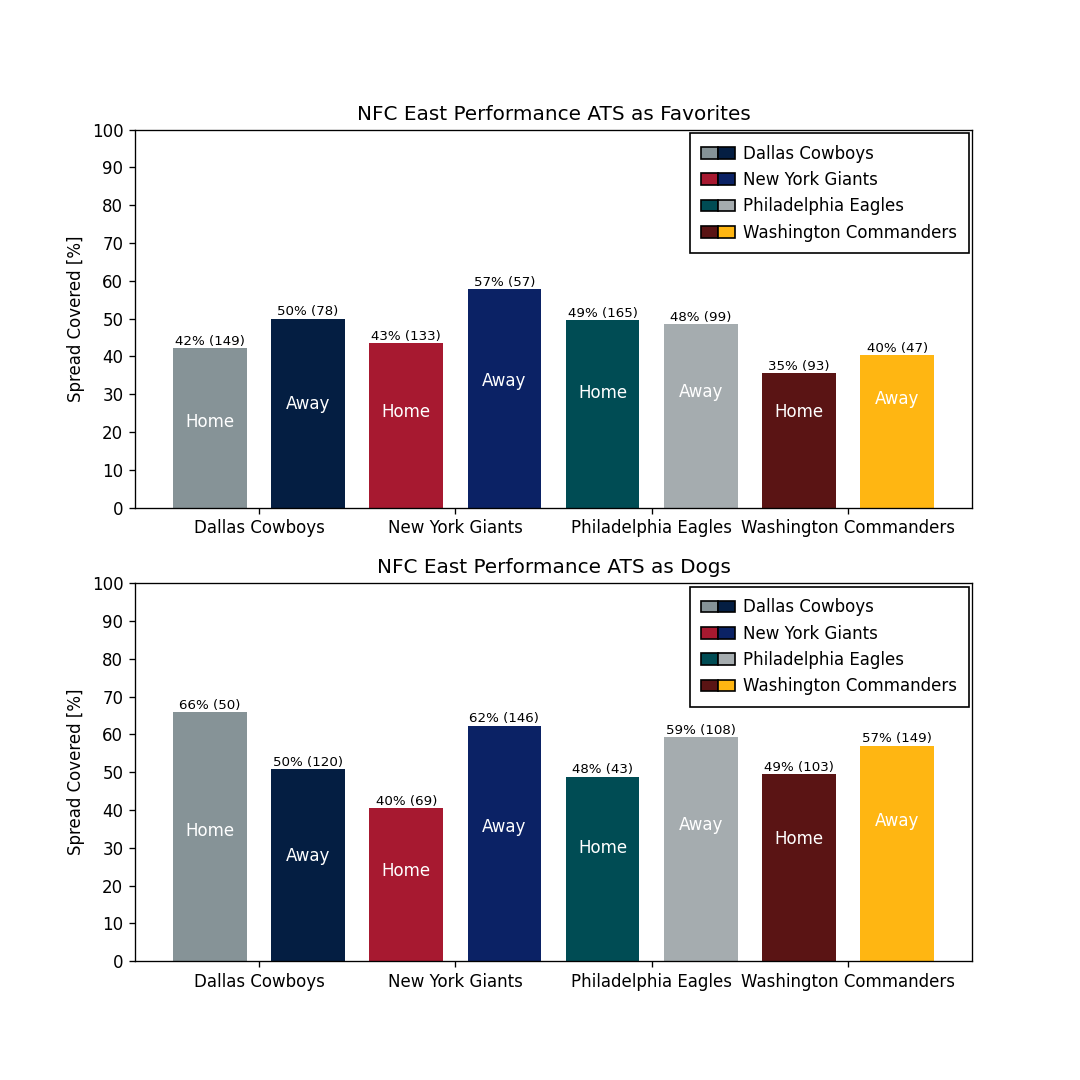 NFC East Performance ATS as Favorites
Spread Covered [%]
100
90
80
70
60
50
40
30
20
10
0
Dallas Cowboys
New York Giants
Philadelphia Eagles
Washington Commanders
42% (149)
50% (78)
43% (133)
57% (57)
49% (165)
48% (99)
35% (93)
40% (47)
Home
Away
Home
Away
Home
Away
Home
Away
Dallas Cowboys
New York Giants
Philadelphia Eagles
Washington Commanders
NFC East Performance ATS as Dogs
Spread Covered [%]
100
90
80
70
60
50
40
30
20
10
0
Dallas Cowboys
New York Giants
Philadelphia Eagles
Washington Commanders
66% (50)
50% (120)
40% (69)
62% (146)
48% (43)
59% (108)
49% (103)
57% (149)
Home
Away
Home
Away
Home
Away
Home
Away
Dallas Cowboys
New York Giants
Philadelphia Eagles
Washington Commanders